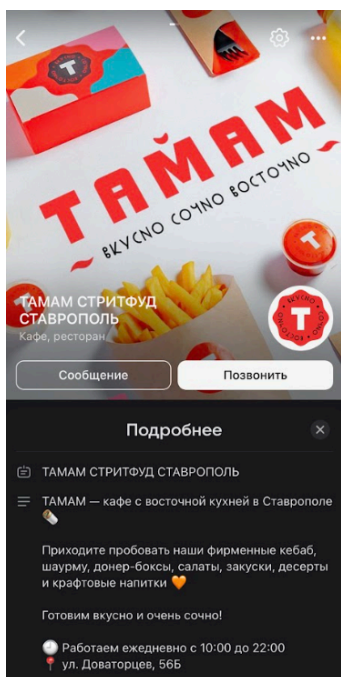 ТАМАМ
ВКУСНО СОЧНО ВОСТОЧНО
ТАМАМ СТРИТФУД
СТАВРОПОЛЬ
Кафе, ресторан
Сообщение
Позвонить
Подробнее
ТАМАМ СТРИТФУД СТАВРОПОЛЬ
ТАМАМ — кафе с восточной кухней в Ставрополе
🌯
Приходите пробовать наши фирменные кебаб,
шаурму, донер-боксы, салаты, закуски, десерты
и крафтовые напитки 🧡
Готовим вкусно и очень сочно!
🕙 Работаем ежедневно с 10:00 до 22:00
📍 ул. Доваторцев, 56Б